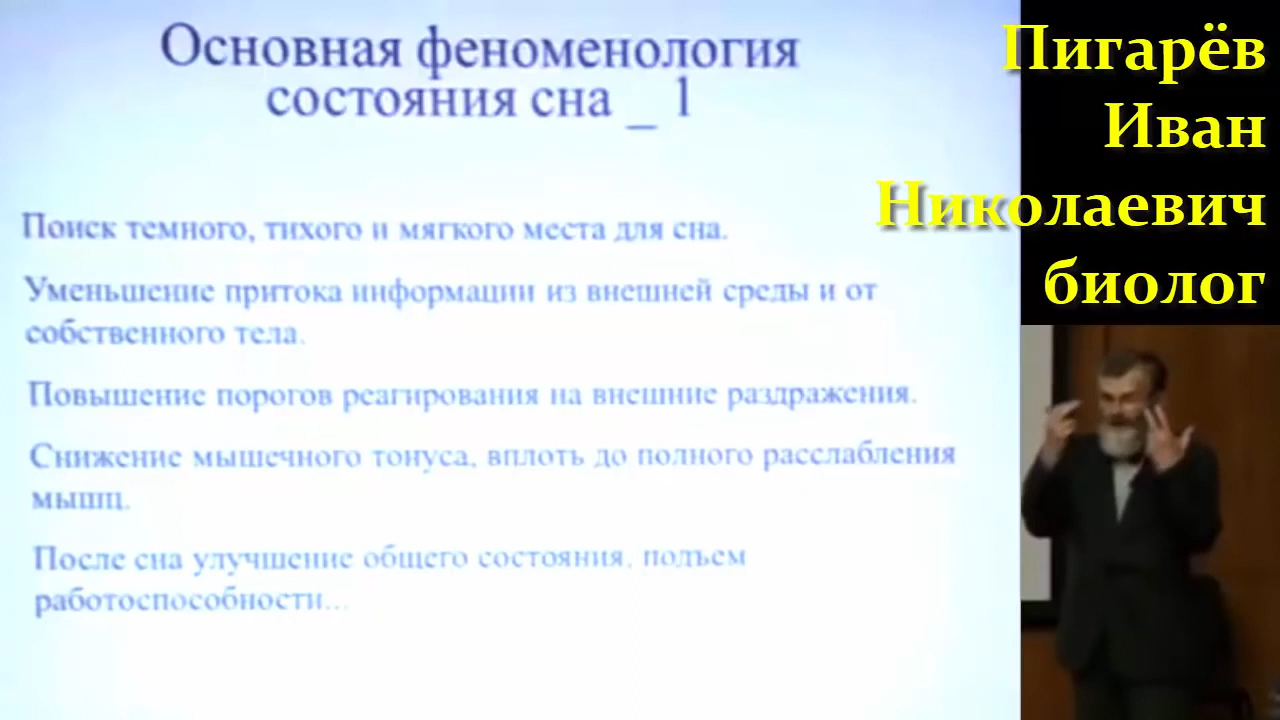 Основная феноменология
состояния сна _ 1
Поиск темного, тихого и мягкого места для сна.
Уменьшение притока информации из внешней среды и от
собственного тела.
Повышение порогов реагирования на внешние раздражения.
Снижение мышечного тонуса, вплоть до полного расслабления
мышц.
После сна улучшение общего состояния, подъем
работоспособности...
Пигарёв
Иван
Николаевич
биолог